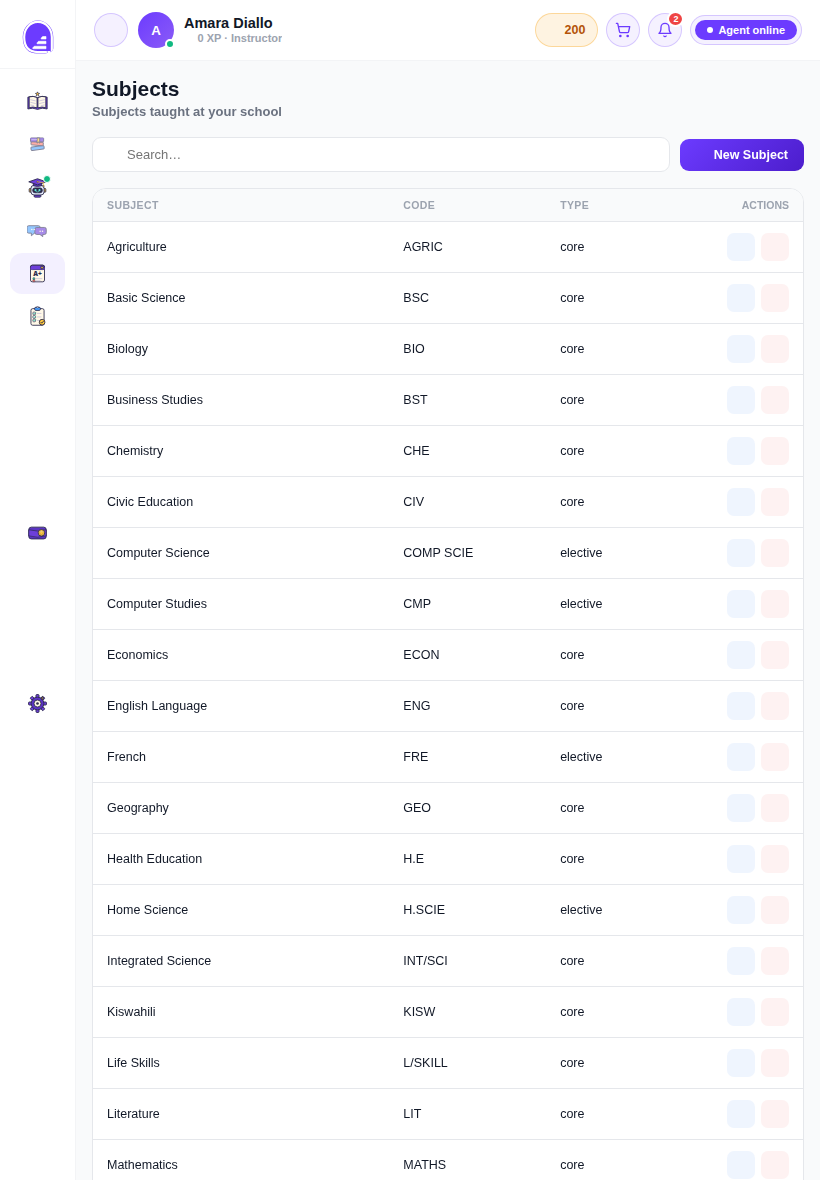 Amara Diallo
A
0 XP · Instructor
200
2
Agent online
Subjects
Subjects taught at your school
Search…
New Subject
SUBJECT CODE TYPE ACTIONS
Agriculture AGRIC core
Basic Science BSC core
Biology BIO core
Business Studies BST core
Chemistry CHE core
Civic Education CIV core
Computer Science COMP SCIE elective
Computer Studies CMP elective
Economics ECON core
English Language ENG core
French FRE elective
Geography GEO core
Health Education H.E core
Home Science H.SCIE elective
Integrated Science INT/SCI core
Kiswahili KISW core
Life Skills L/SKILL core
Literature LIT core
Mathematics MATHS core